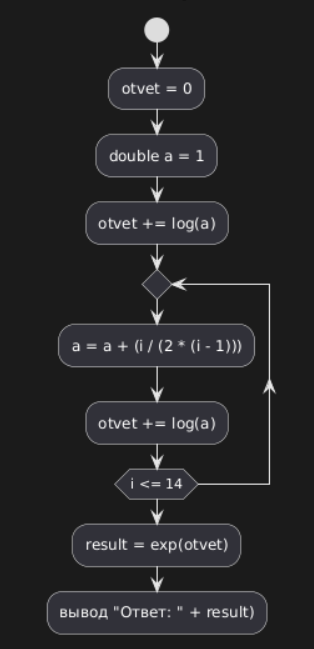 otvet = 0
double a = 1
otvet += log(a)
a = a + (i / (2 * (i - 1)))
otvet += log(a)
i <= 14
result = exp(otvet)
вывод "Ответ: " + result)